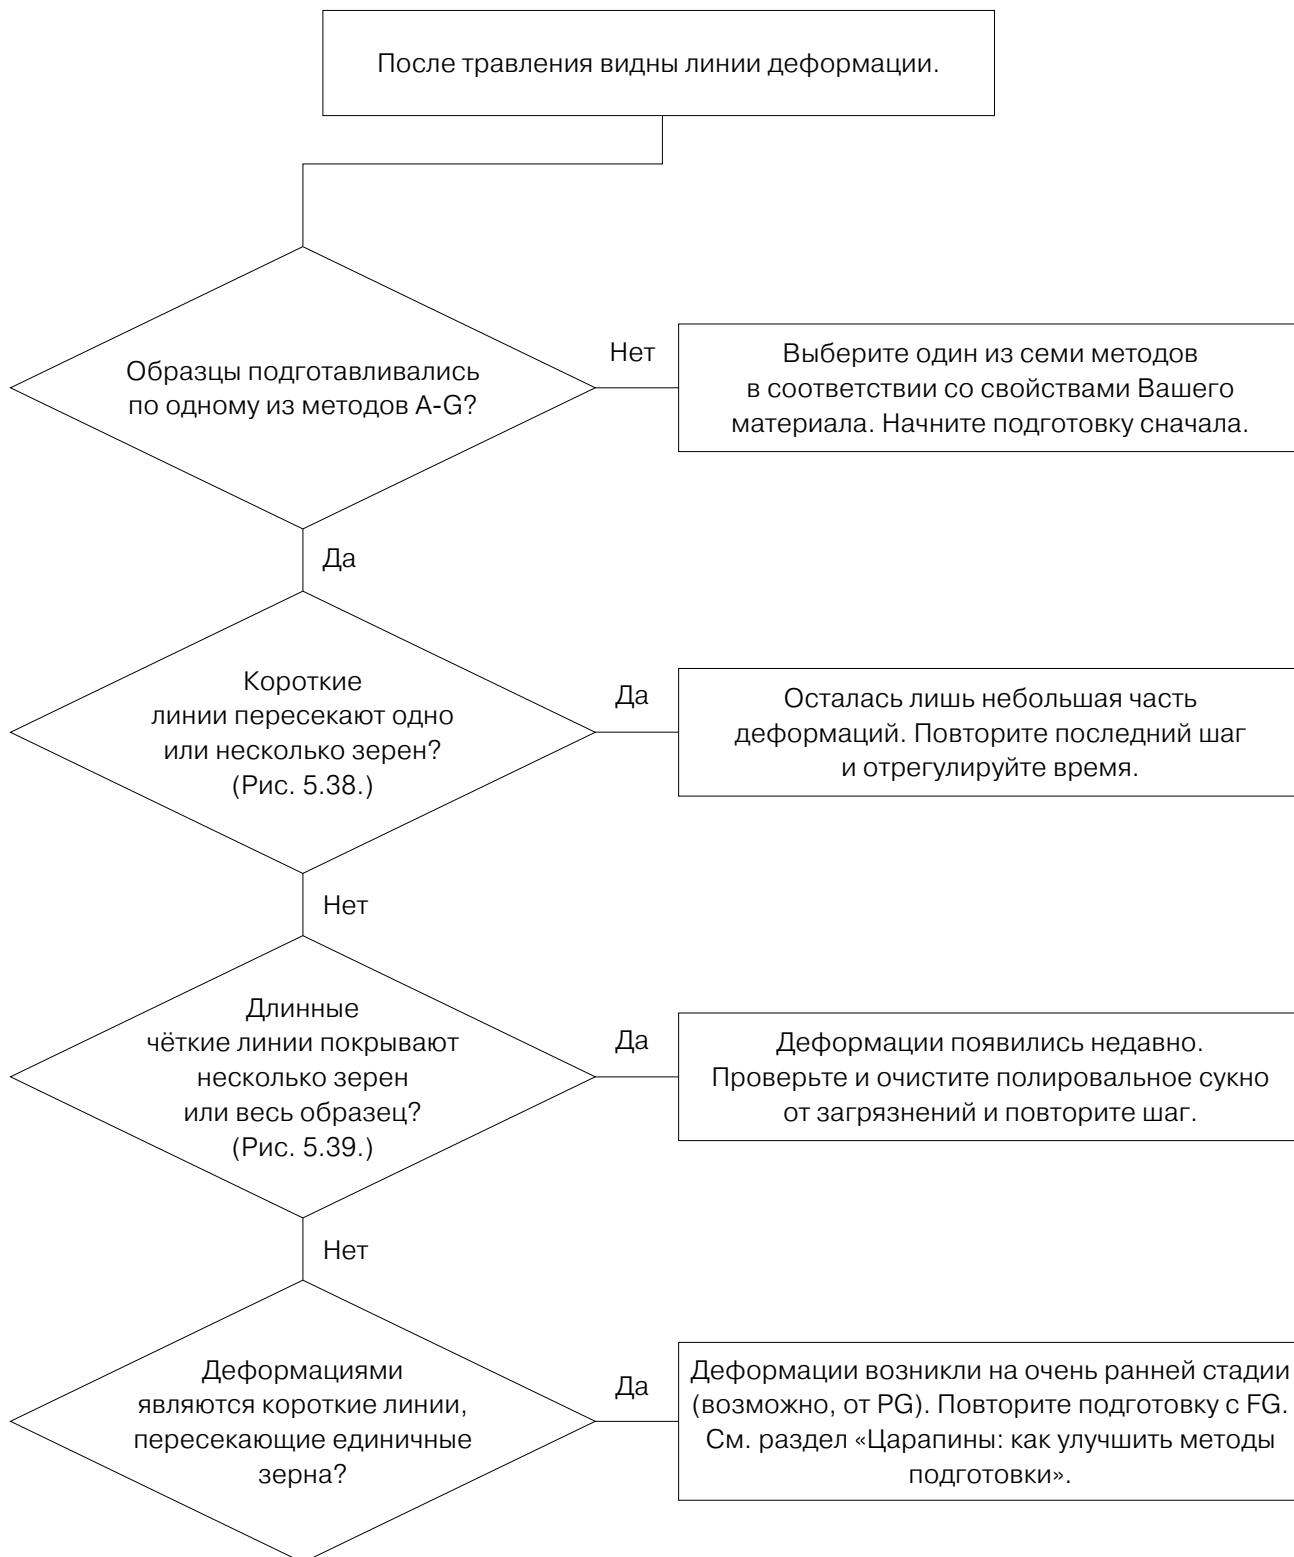 После травления видны линии деформации.
Образцы подготавливались
по одному из методов A-G?
Нет
Выберите один из семи методов
в соответствии со свойствами Вашего
материала. Начните подготовку сначала.
Да
Короткие
линии пересекают одно
или несколько зерен?
(Рис. 5.38.)
Да
Осталась лишь небольшая часть
деформаций. Повторите последний шаг
и отрегулируйте время.
Нет
Длинные
чёткие линии покрывают
несколько зерен
или весь образец?
(Рис. 5.39.)
Да
Деформации появились недавно.
Проверьте и очистите полировальное сукно
от загрязнений и повторите шаг.
Нет
Деформациями
являются короткие линии,
пересекающие единичные
зерна?
Да
Деформации возникли на очень ранней стадии
(возможно, от PG). Повторите подготовку с FG.
См. раздел «Царапины: как улучшить методы
подготовки».